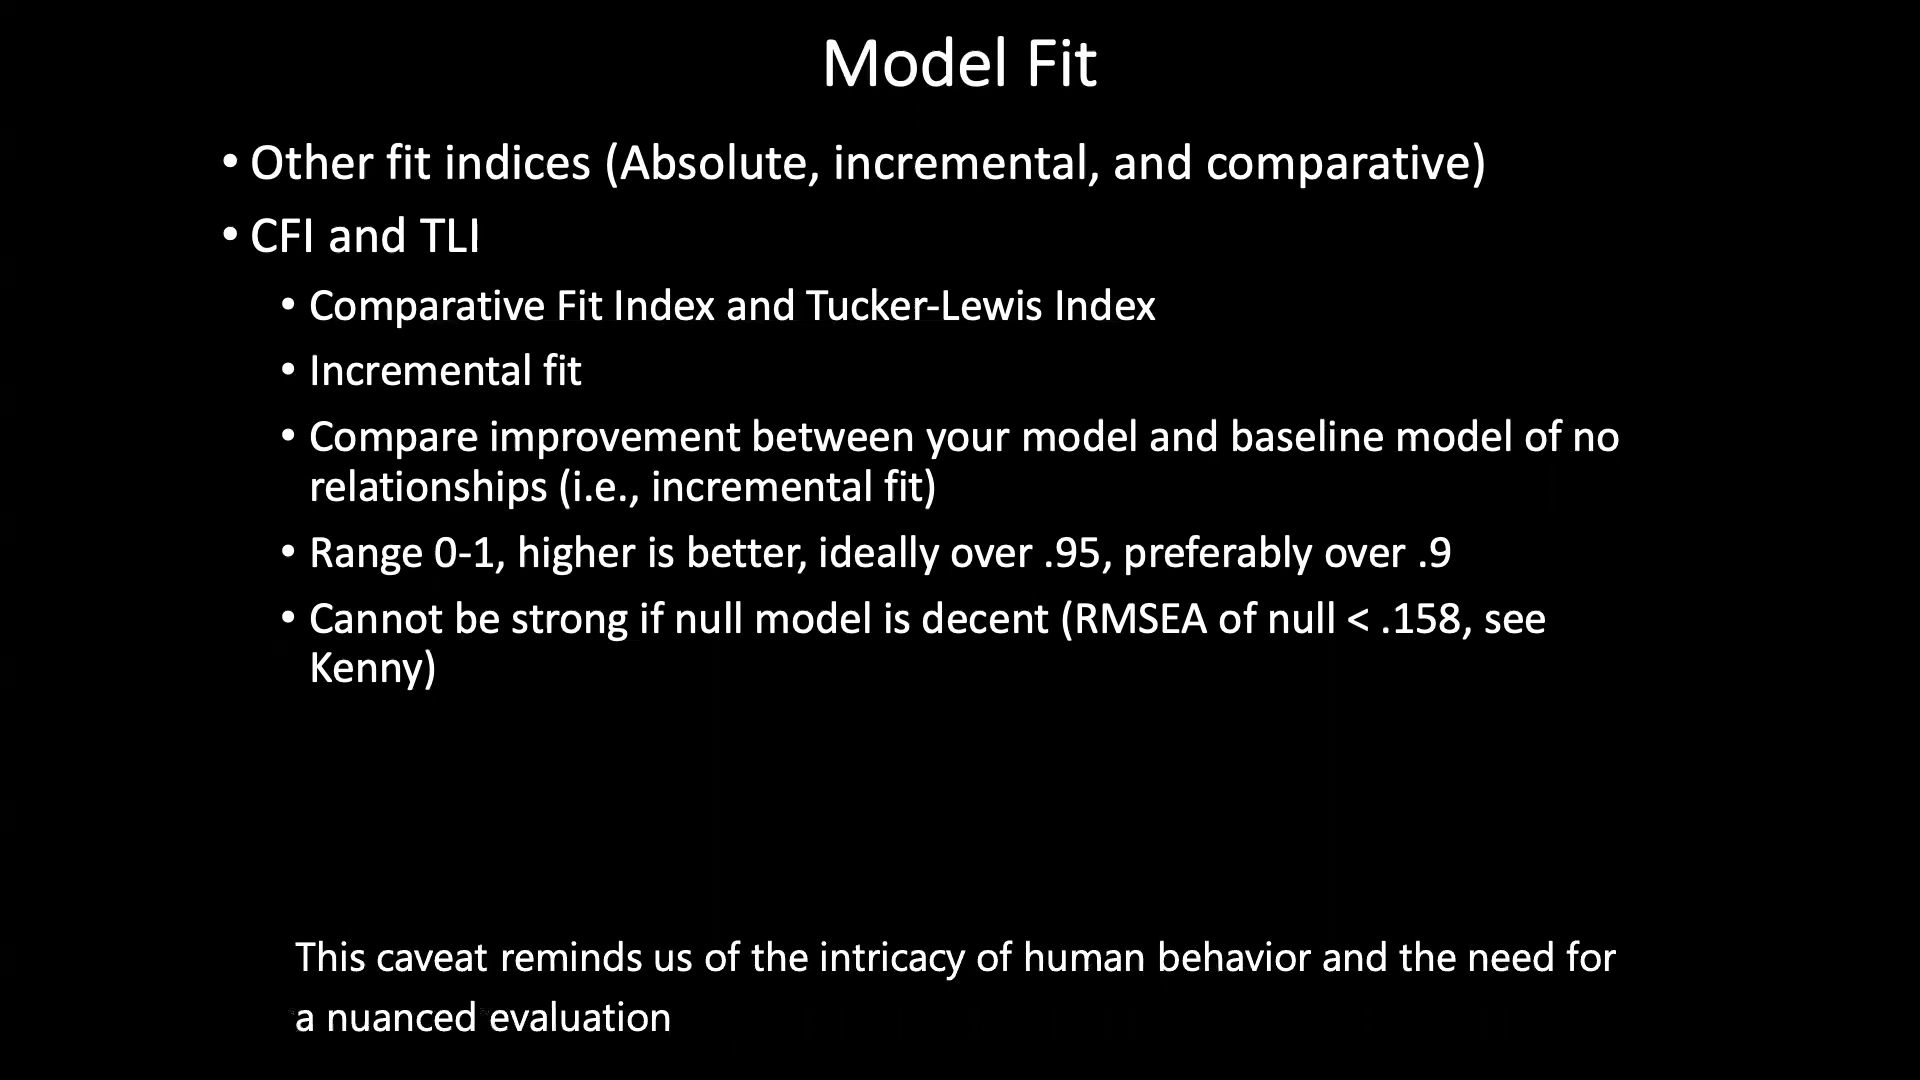 Model Fit
• Other fit indices (Absolute, incremental, and comparative)
• CFI and TLI
• Comparative Fit Index and Tucker-Lewis Index
• Incremental fit
• Compare improvement between your model and baseline model of no
relationships (i.e., incremental fit)
• Range 0-1, higher is better, ideally over .95, preferably over .9
• Cannot be strong if null model is decent (RMSEA of null < .158, see
Kenny)
This caveat reminds us of the intricacy of human behavior and the need for
a nuanced evaluation